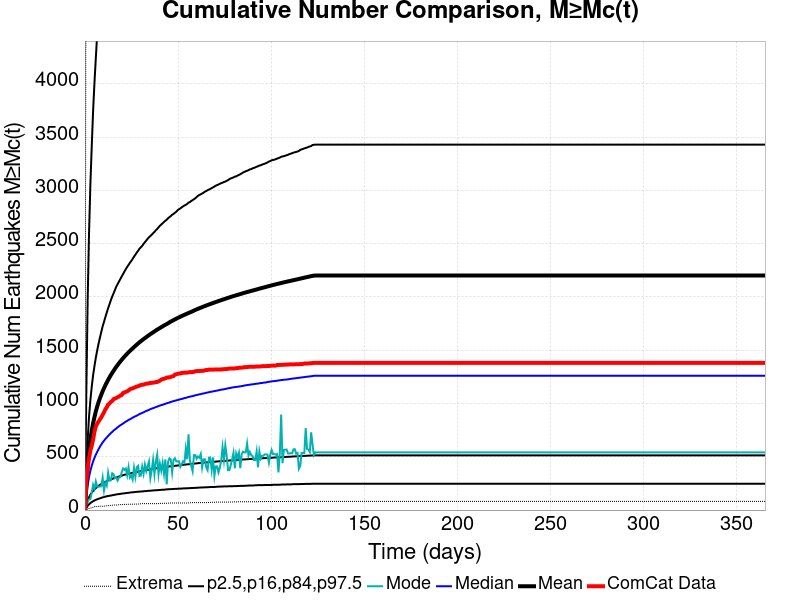 Cumulative Number Comparison, M≥Mc(t)
Cumulative Num Earthquakes M≥Mc(t)
4000
3500
3000
2500
2000
1500
1000
500
0
0 50 100 150 200 250 300 350
Time (days)
Extrema p2.5,p16,p84,p97.5 Mode Median Mean ComCat Data